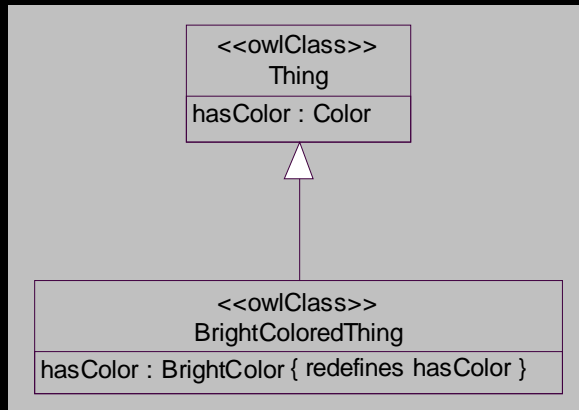 <<owlClass>>
Thing
hasColor : Color
<<owlClass>>
BrightColoredThing
hasColor : BrightColor { redefines hasColor }